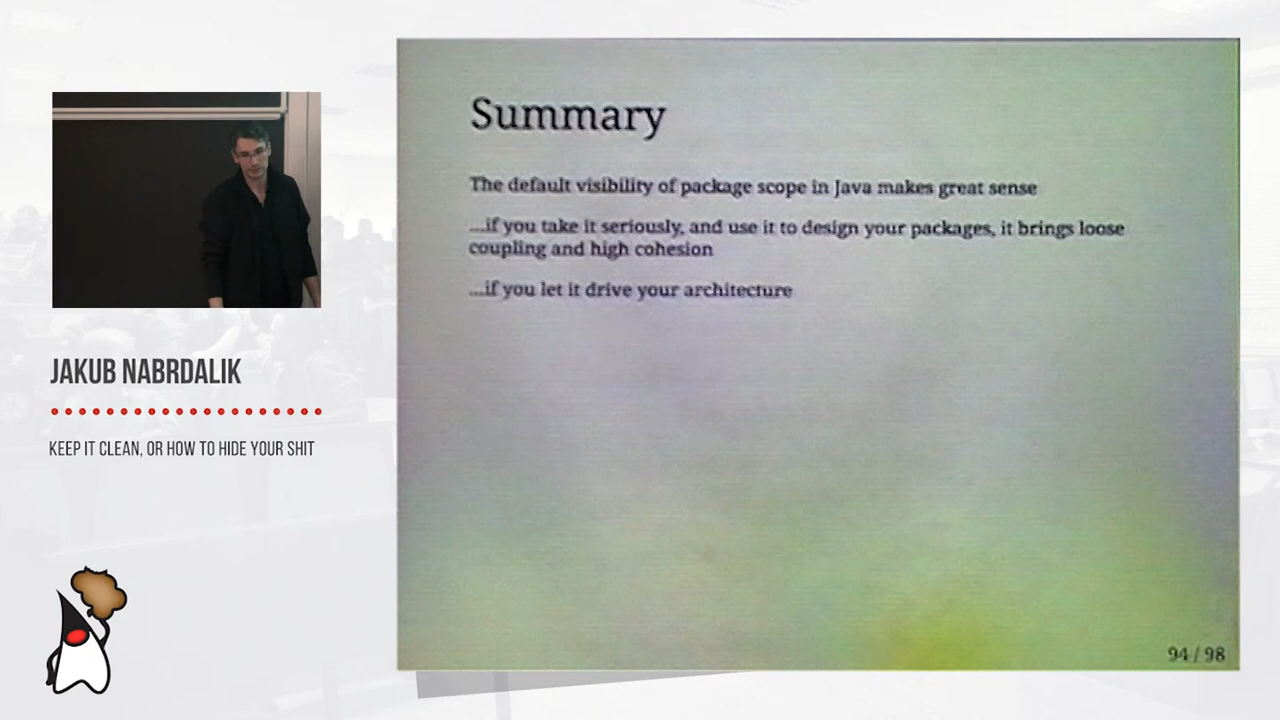 Summary
The default visibility of package scope in Java makes great sense
...if you take it seriously, and use it to design your packages, it brings loose
coupling and high cohesion
...if you let it drive your architecture
94 / 98
JAKUB NABRDALIK
KEEP IT CLEAN, OR HOW TO HIDE YOUR SHIT